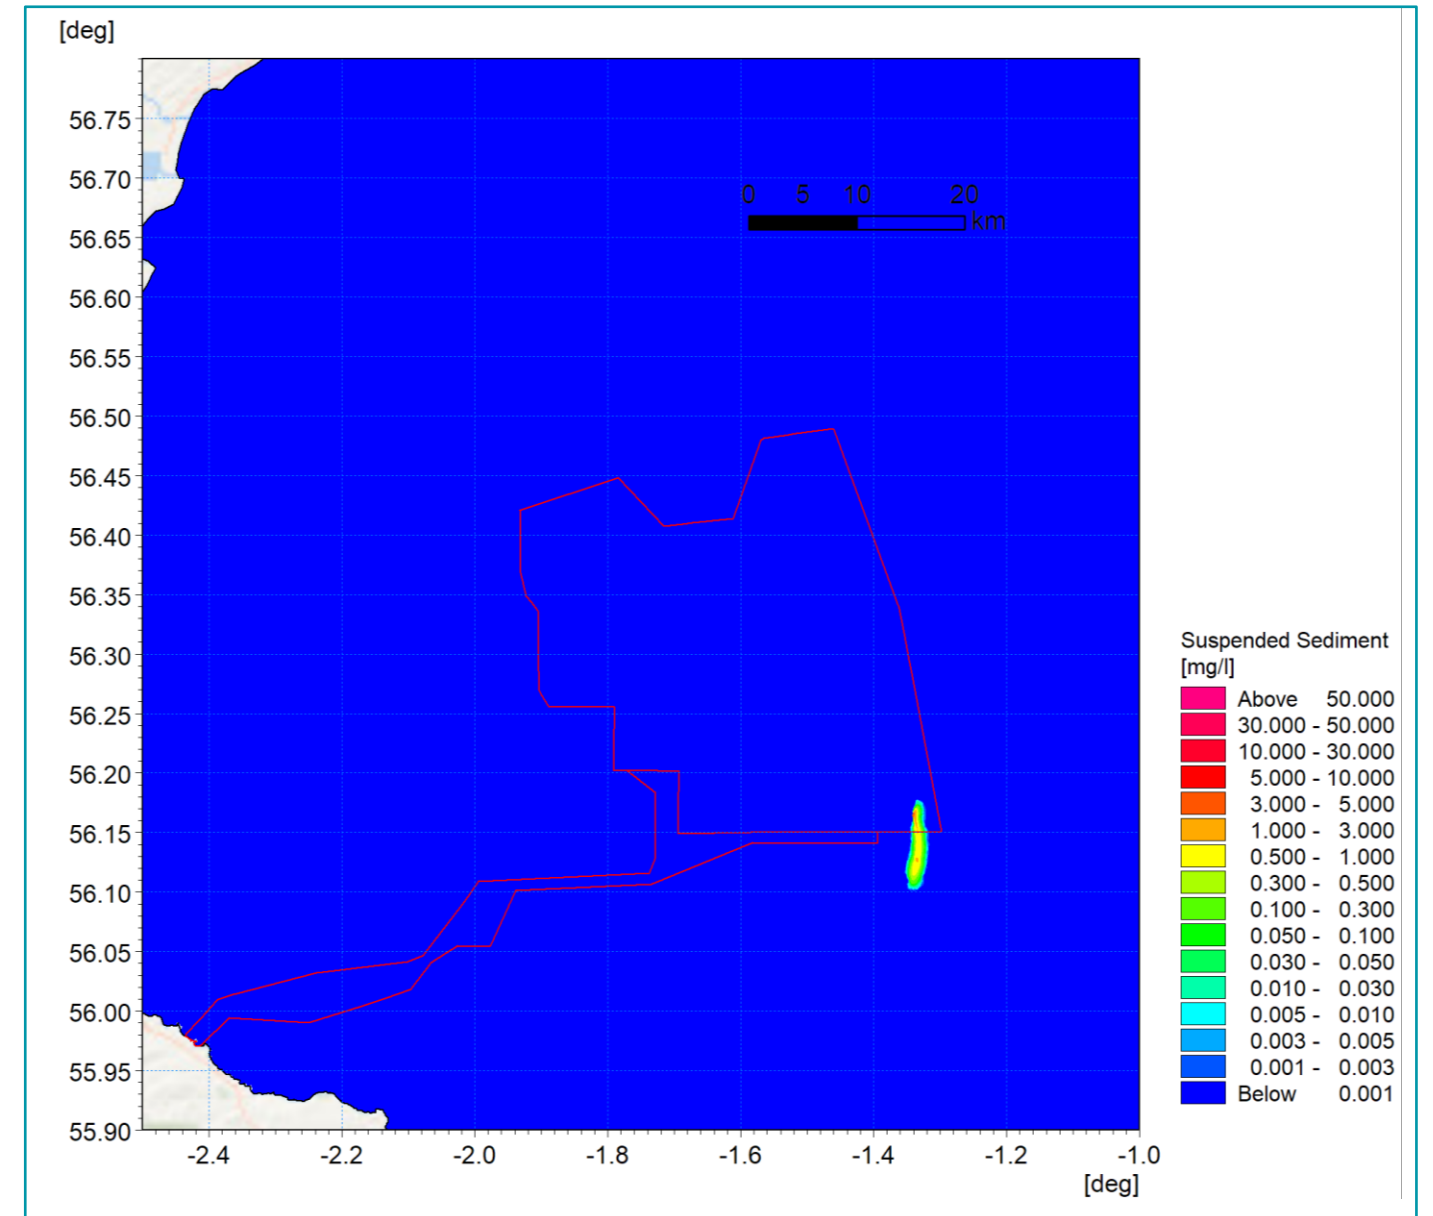 [deg]
56.75
56.70
56.65
56.60
56.55
56.50
56.45
56.40
56.35
56.30
56.25
56.20
56.15
56.10
56.05
56.00
55.95
55.90
0 5 10 20
km
-2.4 -2.2 -2.0 -1.8 -1.6 -1.4 -1.2 -1.0
[deg]
Suspended Sediment
[mg/l]
Above 50.000
30.000 - 50.000
10.000 - 30.000
5.000 - 10.000
3.000 - 5.000
1.000 - 3.000
0.500 - 1.000
0.300 - 0.500
0.100 - 0.300
0.050 - 0.100
0.030 - 0.050
0.010 - 0.030
0.005 - 0.010
0.003 - 0.005
0.001 - 0.003
Below 0.001